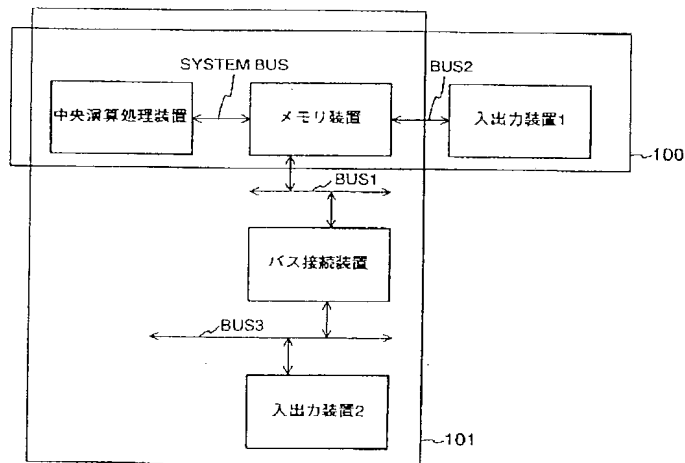 SYSTEM BUS
BUS2
中央演算処理装置
メモリ装置
入出力装置1
100
BUS1
バス接続装置
BUS3
入出力装置2
101